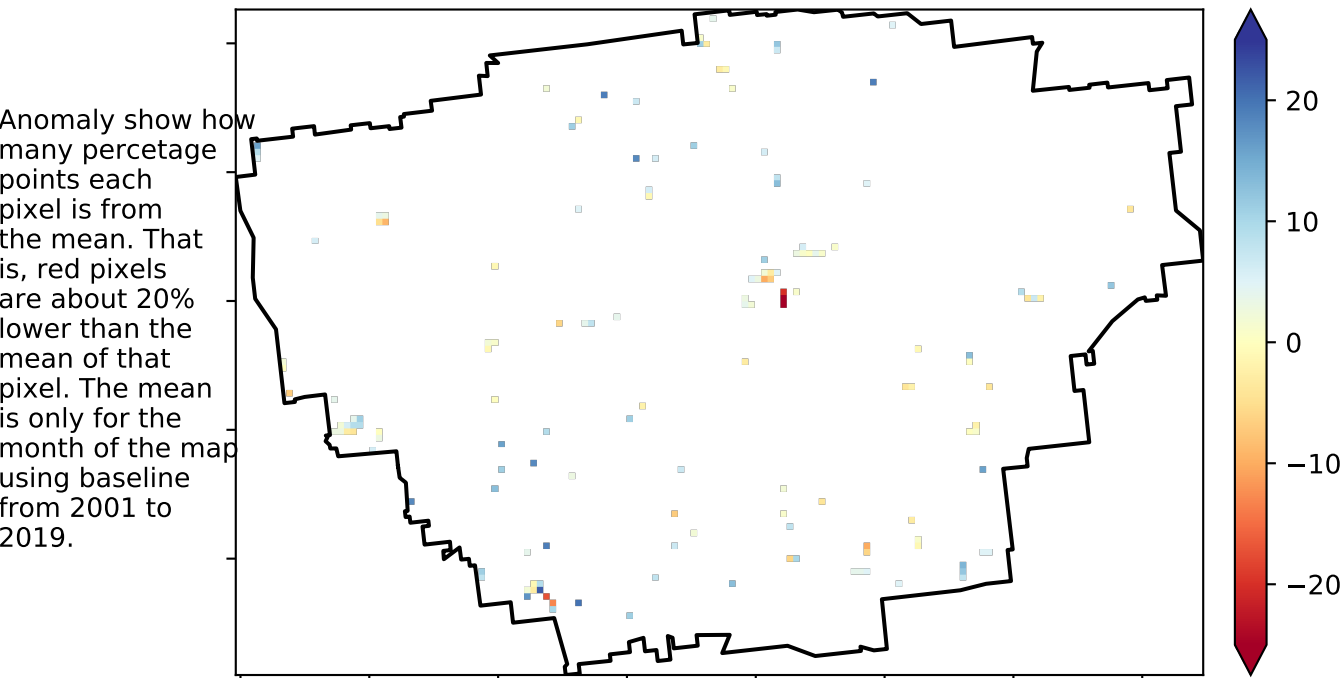 Anomaly show how
many percetage
points each
pixel is from
the mean. That
is, red pixels
are about 20%
lower than the
mean of that
pixel. The mean
is only for the
month of the map
using baseline
from 2001 to
2019.
20
10
0
−10
−20